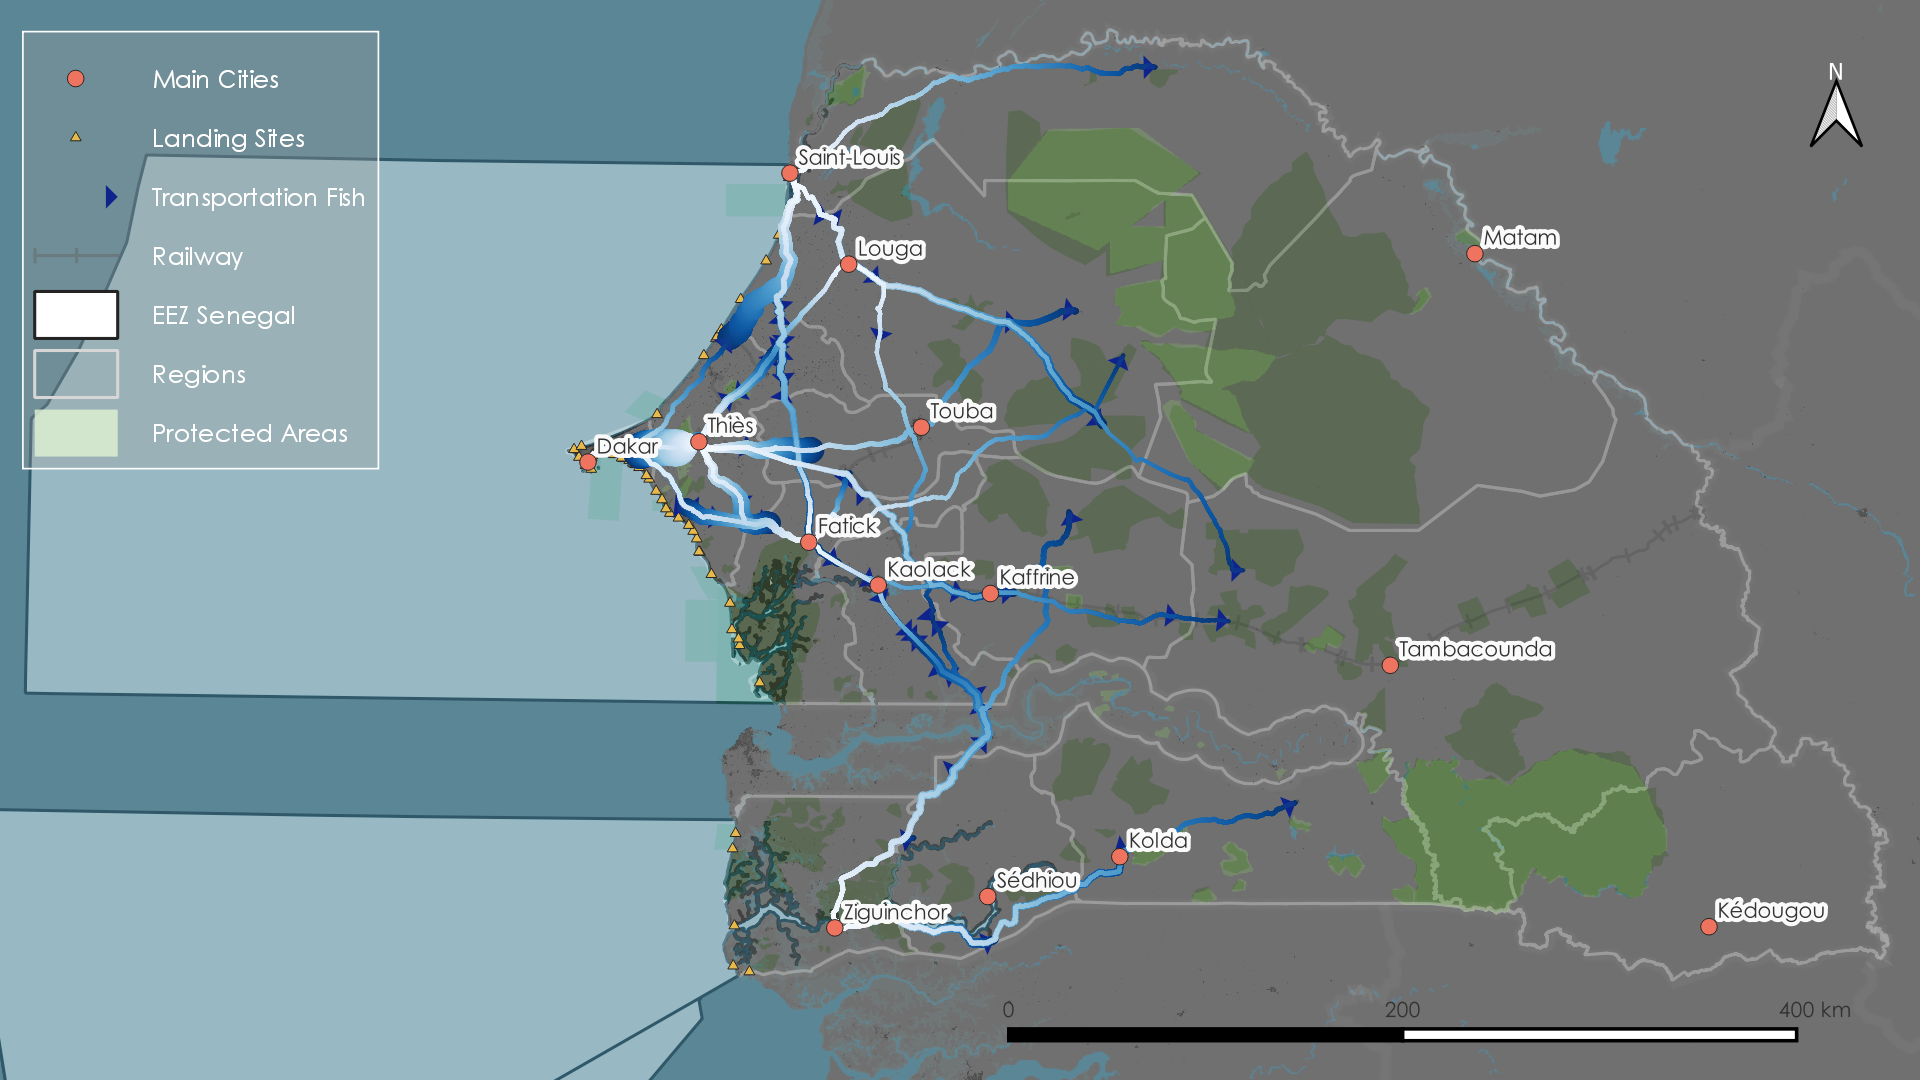 Main Cities
Landing Sites
Transportation Fish
Railway
EEZ Senegal
Regions
Protected Areas
N
Saint-Louis
Louga
Matam
Touba
Thiès
Dakar
Fatick
Kaolack
Kaffrine
Tambacounda
Kolda
Sédhiou
Ziguinchor
Kédougou
0 200 400 km